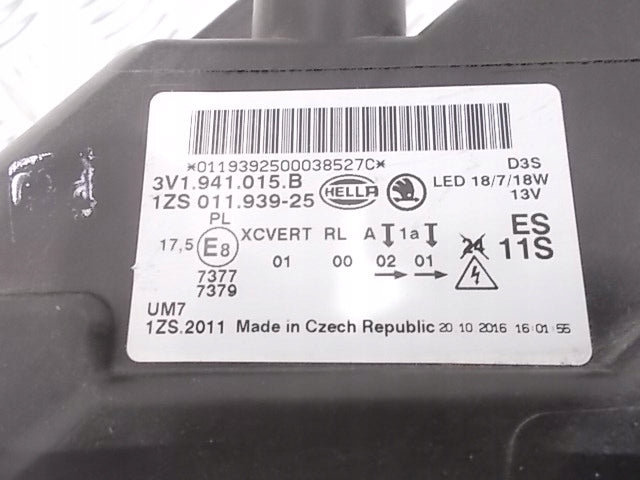 *0119392500038527C*
3V1.941.015.B HELLA D3S
1ZS 011.939-25 LED 18/7/18W
13V
PL
17,5 E8 XCVERT RL A 1a 24 ES
01 00 02 01 11S
7377
7379
UM7
1ZS.2011 Made in Czech Republic 20 10 2016 16:01:55